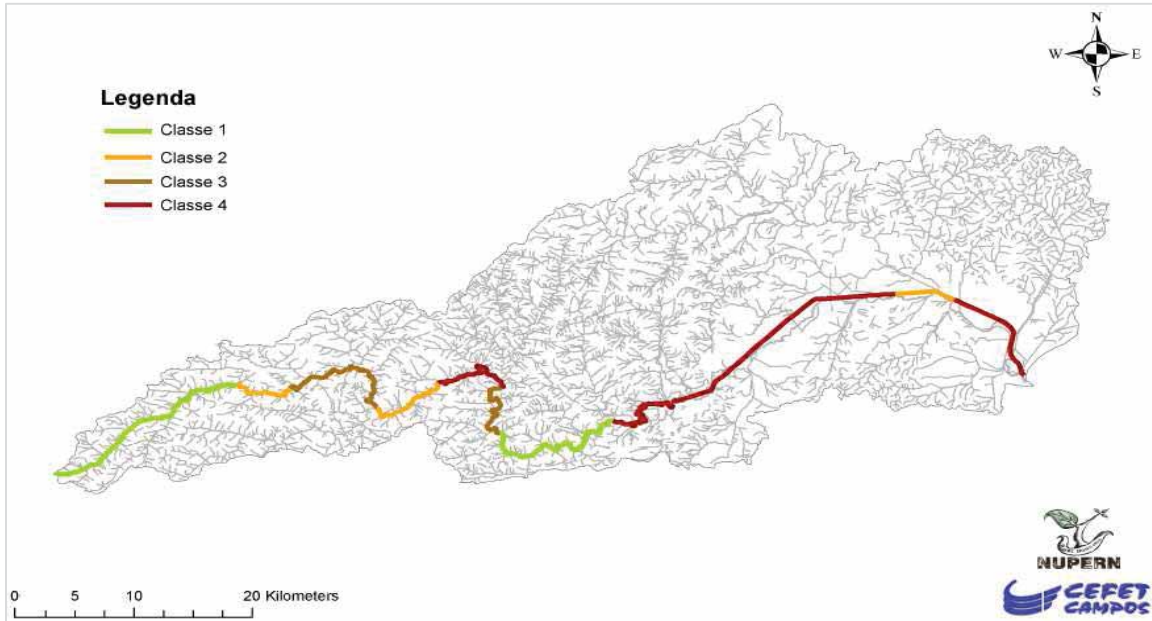 N
W E
S
Legenda
Classe 1
Classe 2
Classe 3
Classe 4
0 5 10 20 Kilometers
NUPERN
CEFET
CAMPOS